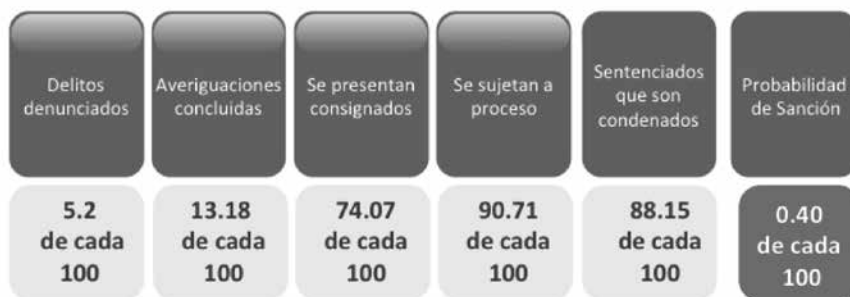 Delitos
denunciados
Averiguaciones
concluidas
Se presentan
consignados
Se sujetan a
proceso
Sentenciados
que son
condenados
Probabilidad
de Sanción
5.2
de cada
100
13.18
de cada
100
74.07
de cada
100
90.71
de cada
100
88.15
de cada
100
0.40
de cada
100